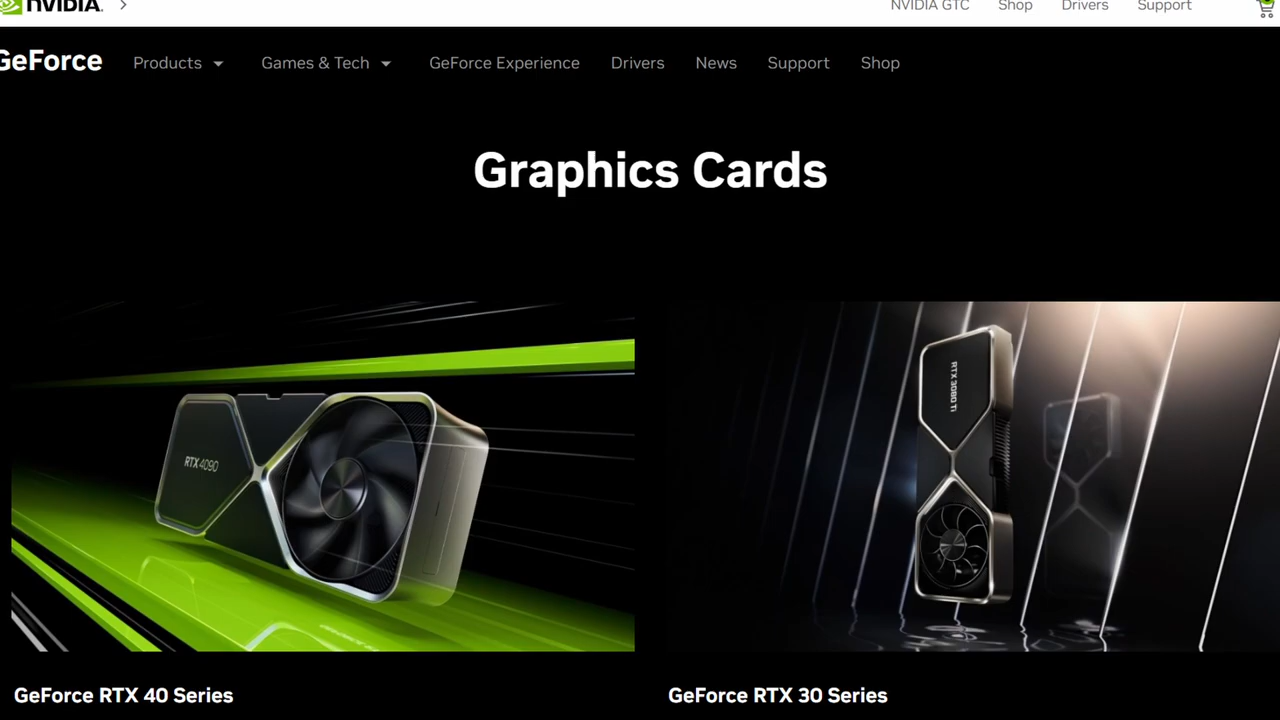 NVIDIA.
NVIDIA GTC Shop Drivers Support
GeForce Products Games & Tech GeForce Experience Drivers News Support Shop
Graphics Cards
RTX 4090
RTX 3080 Ti
GeForce RTX 40 Series
GeForce RTX 30 Series